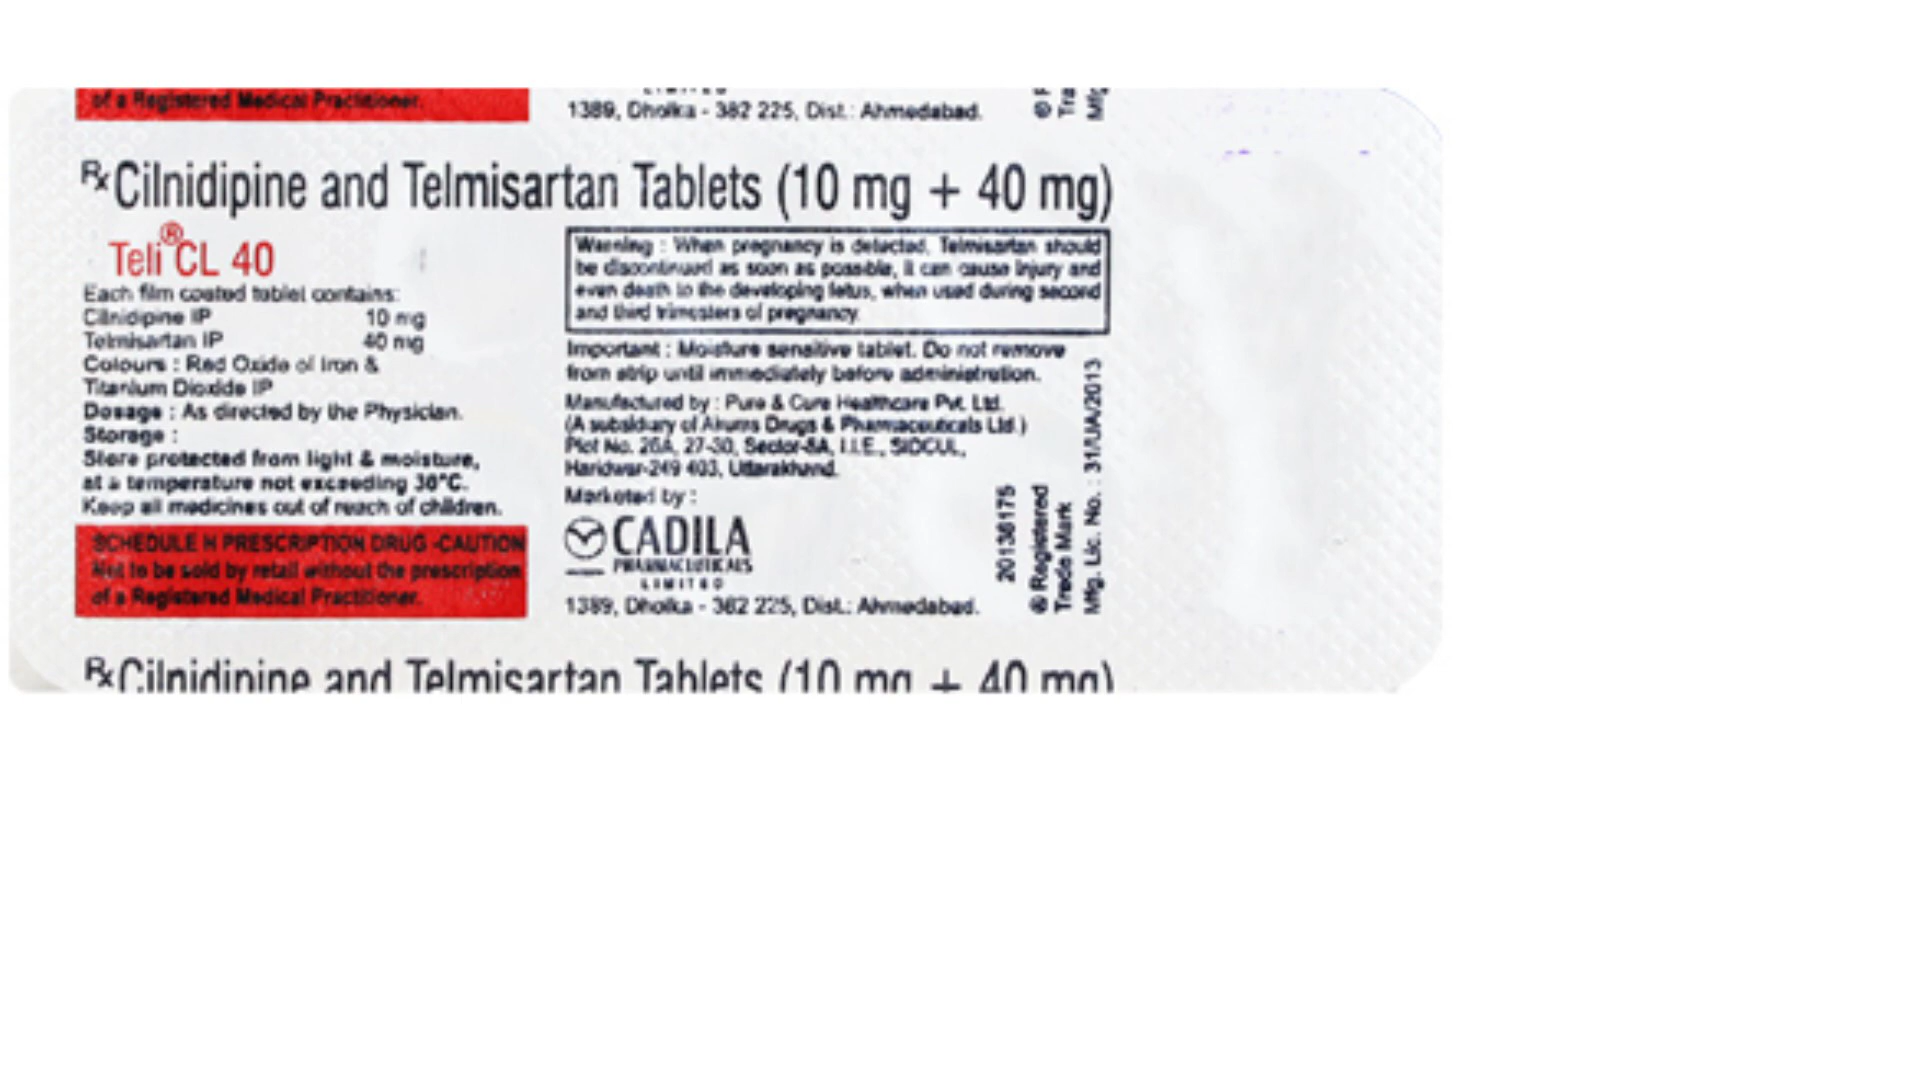 of a Registered Medical Practitioner.
LIMITED
1389, Dholka - 382 225, Dist.: Ahmedabad.
Rx Cilnidipine and Telmisartan Tablets (10 mg + 40 mg)
Teli® CL 40
Each film coated tablet contains:
Cilnidipine IP 10 mg
Telmisartan IP 40 mg
Colours : Red Oxide of Iron &
Titanium Dioxide IP
Dosage : As directed by the Physician.
Storage :
Store protected from light & moisture,
at a temperature not exceeding 30°C.
Keep all medicines out of reach of children.
SCHEDULE H PRESCRIPTION DRUG -CAUTION
Not to be sold by retail without the prescription
of a Registered Medical Practitioner.
Warning : When pregnancy is detected, Telmisartan should
be discontinued as soon as possible, it can cause injury and
even death to the developing fetus, when used during second
and third trimesters of pregnancy.
Important : Moisture sensitive tablet. Do not remove
from strip until immediately before administration.
Manufactured by : Pure & Cure Healthcare Pvt. Ltd.
(A subsidiary of Akums Drugs & Pharmaceuticals Ltd.)
Plot No. 26A, 27-30, Sector-8A, I.I.E., SIDCUL,
Haridwar-249 403, Uttarakhand.
Marketed by :
CADILA
PHARMACEUTICALS
LIMITED
1389, Dholka - 382 225, Dist.: Ahmedabad.
20136175
® Registered
Trade Mark
Mfg. Lic. No. : 31/UA/2013
Rx Cilnidipine and Telmisartan Tablets (10 mg + 40 mg)